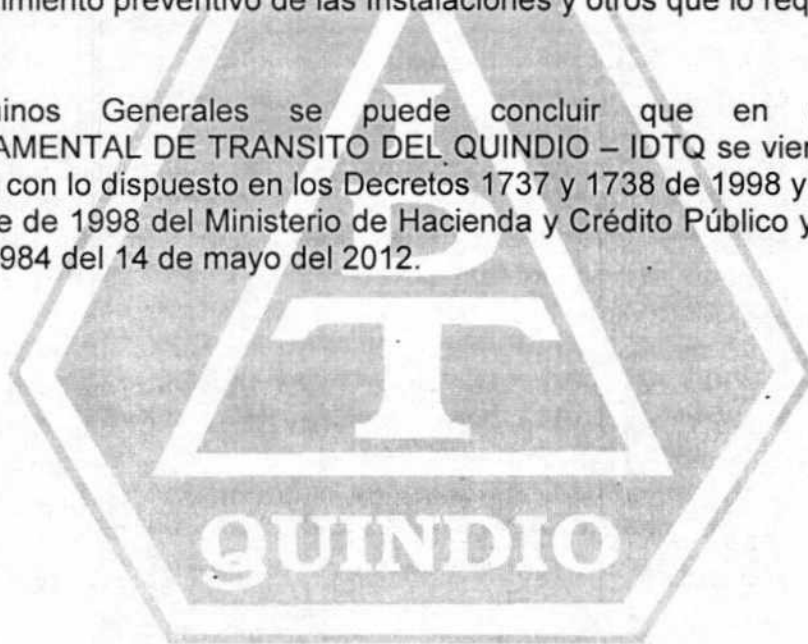 imiento preventivo de las Instalaciones y otros que lo req
inos Generales se puede concluir que en
AMENTAL DE TRANSITO DEL QUINDIO – IDTQ se vien
con lo dispuesto en los Decretos 1737 y 1738 de 1998 y
e de 1998 del Ministerio de Hacienda y Crédito Público y
984 del 14 de mayo del 2012.
I
D
T
QUINDIO